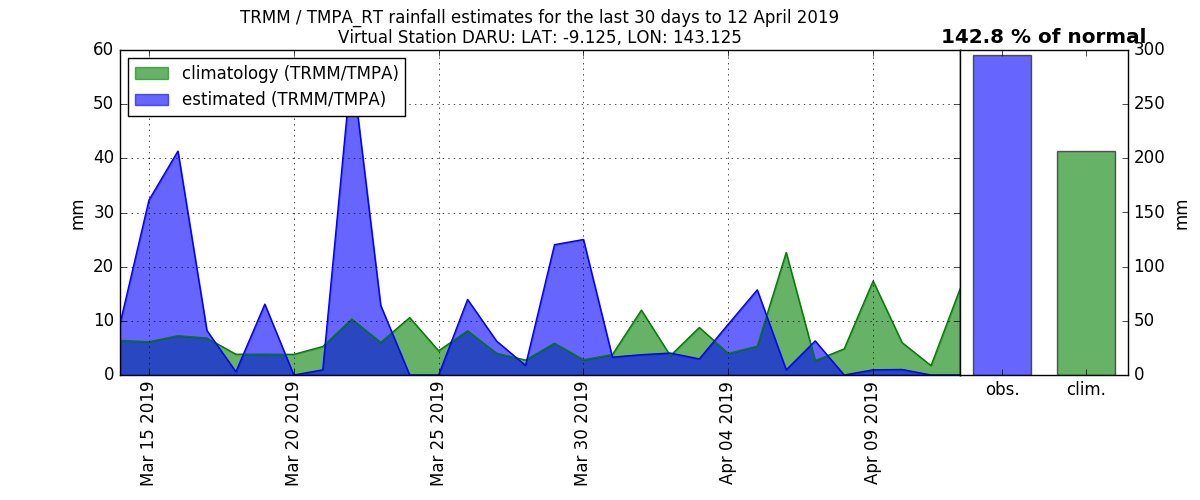 TRMM / TMPA_RT rainfall estimates for the last 30 days to 12 April 2019
Virtual Station DARU: LAT: -9.125, LON: 143.125
142.8 % of normal
climatology (TRMM/TMPA)
estimated (TRMM/TMPA)
60
50
40
30
20
10
0
mm
Mar 15 2019
Mar 20 2019
Mar 25 2019
Mar 30 2019
Apr 04 2019
Apr 09 2019
300
250
200
150
100
50
0
mm
obs.
clim.